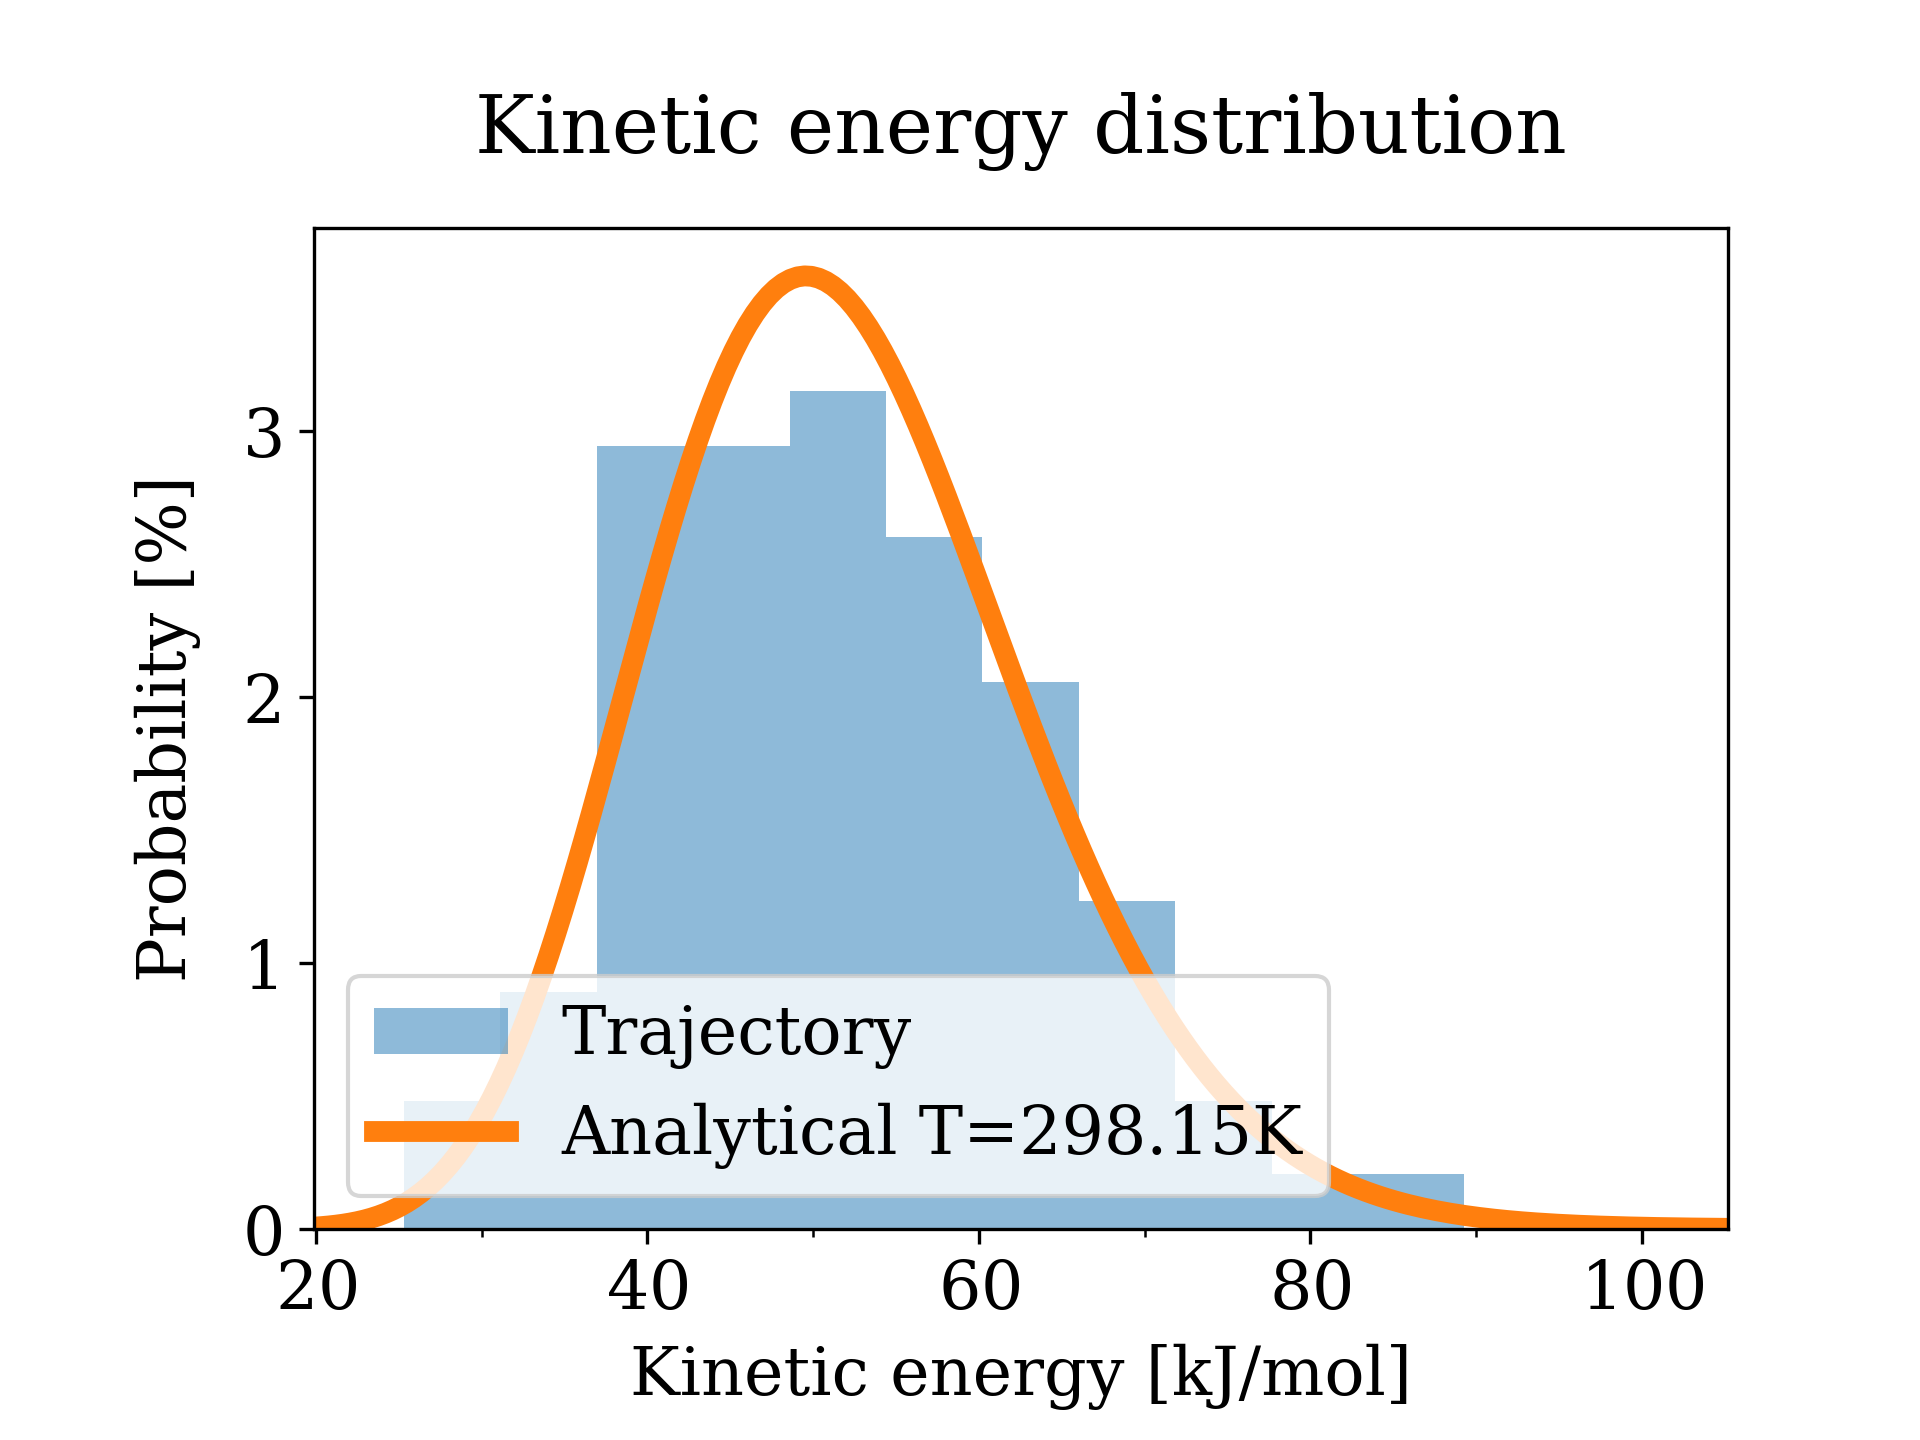 Kinetic energy distribution
Probability [%]
3
2
1
0
Trajectory
Analytical T=298.15K
20 40 60 80 100
Kinetic energy [kJ/mol]